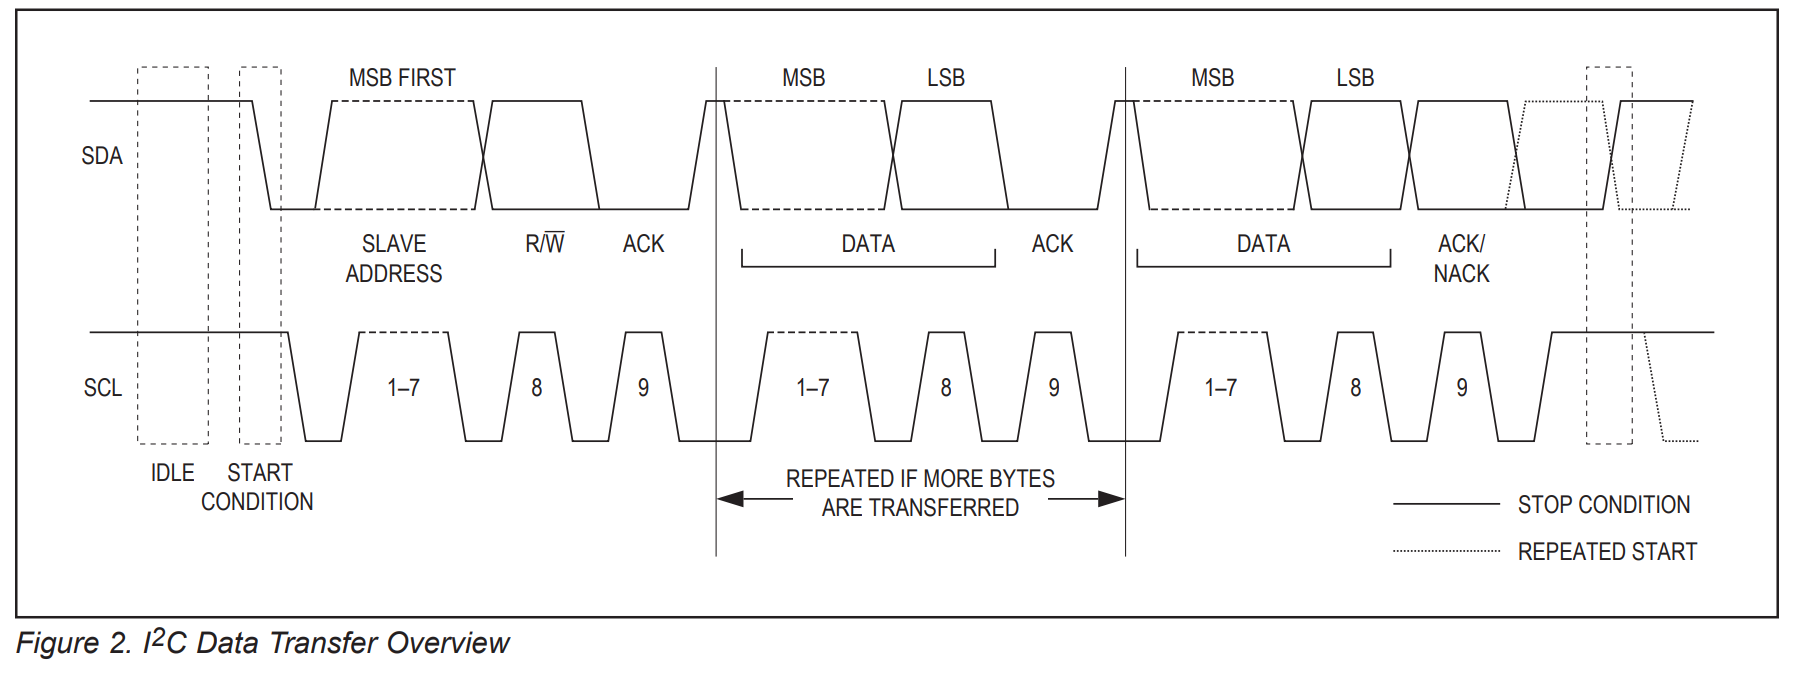 MSB FIRST
MSB
LSB
MSB
LSB
SDA
SLAVE
ADDRESS
R/W̅
ACK
DATA
ACK
DATA
ACK/
NACK
SCL
1–7
8
9
1–7
8
9
1–7
8
9
IDLE
START
CONDITION
REPEATED IF MORE BYTES
ARE TRANSFERRED
STOP CONDITION
REPEATED START
Figure 2. I²C Data Transfer Overview